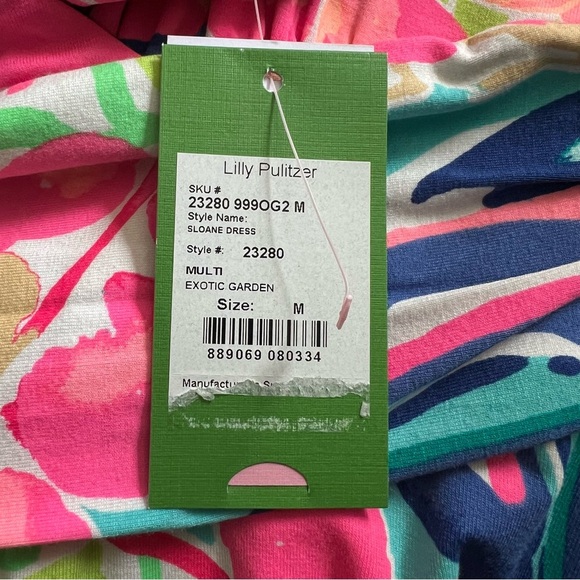 Lilly Pulitzer
SKU #
23280 999OG2 M
Style Name:
SLOANE DRESS
Style #: 23280
MULTI
EXOTIC GARDEN
Size: M
889069 080334